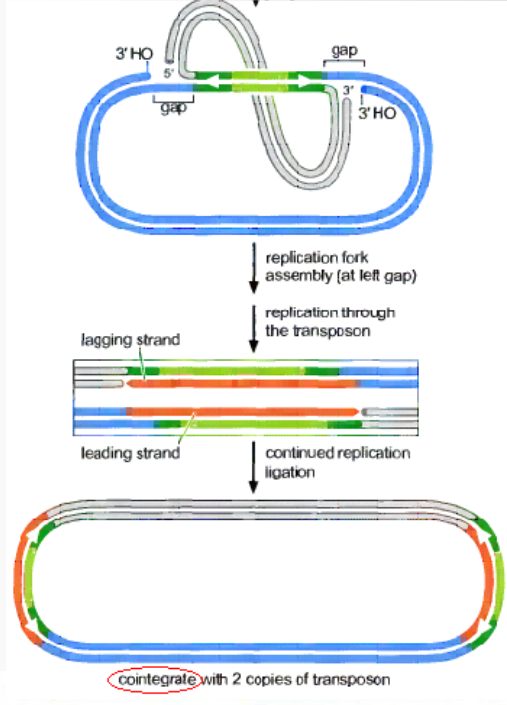 gap
3' HO
5'
3'
gap
3' HO
replication fork
assembly (at left gap)
replication through
the transposon
lagging strand
leading strand
continued replication
ligation
cointegrate with 2 copies of transposon